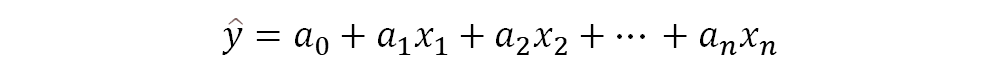 ŷ = a₀ + a₁x₁ + a₂x₂ + ⋯ + aₙxₙ